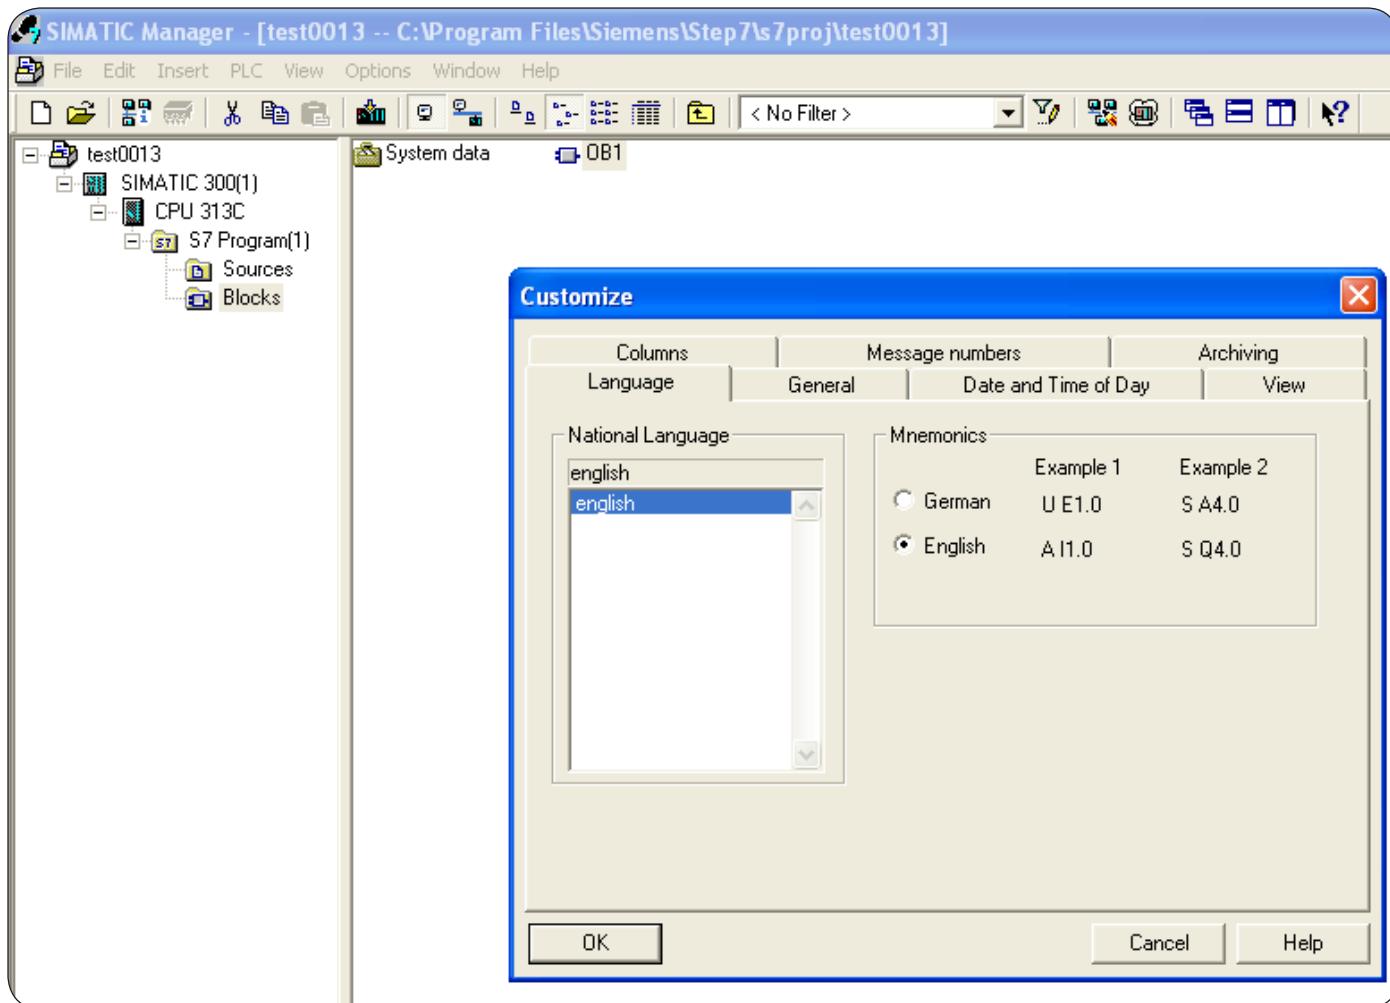 SIMATIC Manager - [test0013 -- C:\Program Files\Siemens\Step7\s7proj\test0013]
File Edit Insert PLC View Options Window Help
< No Filter >
test0013
SIMATIC 300(1)
CPU 313C
S7 Program(1)
Sources
Blocks
System data OB1
Customize
Columns Message numbers Archiving
Language General Date and Time of Day View
National Language
english
english
Mnemonics
Example 1 Example 2
German U E1.0 S A4.0
English A I1.0 S Q4.0
OK Cancel Help